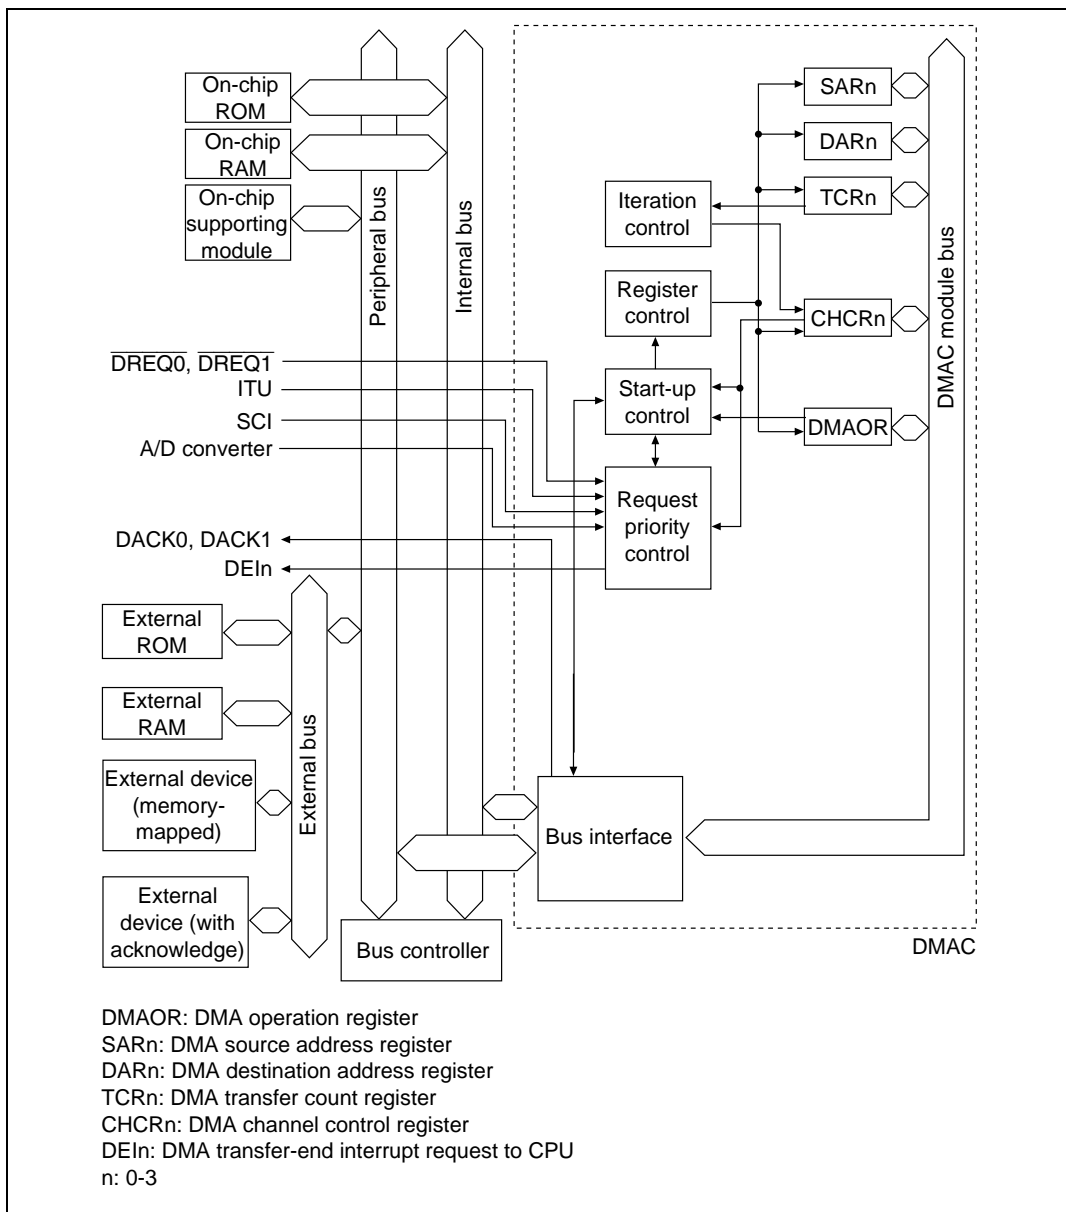 On-chip
ROM
On-chip
RAM
On-chip
supporting
module
Peripheral bus
Internal bus
SARn
DARn
TCRn
Iteration
control
Register
control
CHCRn
DMAC module bus
Start-up
control
DMAOR
DREQ0, DREQ1
ITU
SCI
A/D converter
Request
priority
control
DACK0, DACK1
DEIn
External
ROM
External
RAM
External device
(memory-
mapped)
External
device (with
acknowledge)
External bus
Bus interface
Bus controller
DMAC
DMAOR: DMA operation register
SARn: DMA source address register
DARn: DMA destination address register
TCRn: DMA transfer count register
CHCRn: DMA channel control register
DEIn: DMA transfer-end interrupt request to CPU
n: 0-3